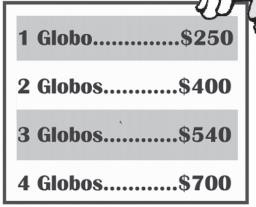 1 Globo..............$250
2 Globos............$400
3 Globos............$540
4 Globos............$700